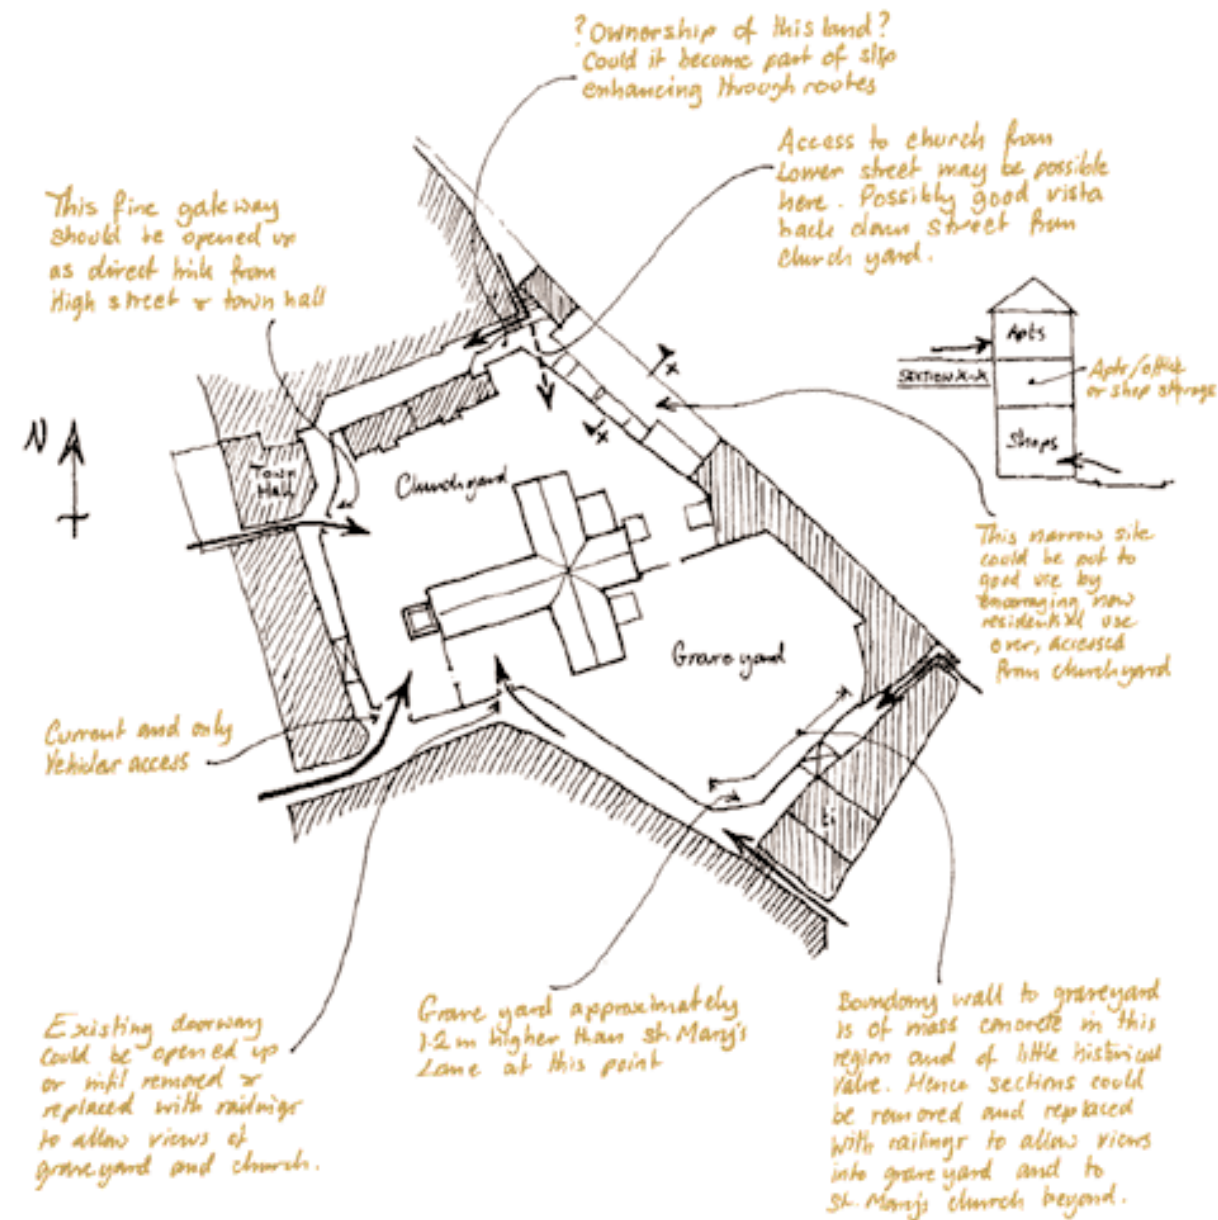 ? Ownership of this land?
Could it become part of slip
enhancing through routes
Access to church from
Lower street may be possible
here. Possibly good vista
back down street from
Church yard.
This fine gateway
should be opened up
as direct link from
High street & town hall
Apts
SECTION X-X
Apts/office
or shop storage
Shops
N
X
X
Town
Hall
Churchyard
This narrow site
could be put to
good use by
encouraging new
residential use
over, accessed
from churchyard
Graveyard
Current and only
Vehicular access
ti
Existing doorway
could be opened up
or infil removed &
replaced with railings
to allow views of
graveyard and church.
Grave yard approximately
1.2m higher than St. Mary's
Lane at this point
Boundary wall to graveyard
is of mass concrete in this
region and of little historical
value. Hence sections could
be removed and replaced
with railings to allow views
into grave yard and to
St. Mary's church beyond.